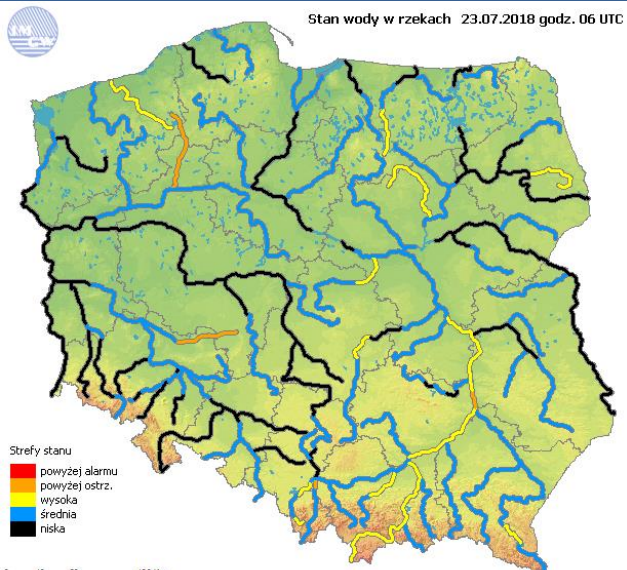 Stan wody w rzekach 23.07.2018 godz. 06 UTC
Strefy stanu
powyżej alarmu
powyżej ostrz.
wysoka
średnia
niska